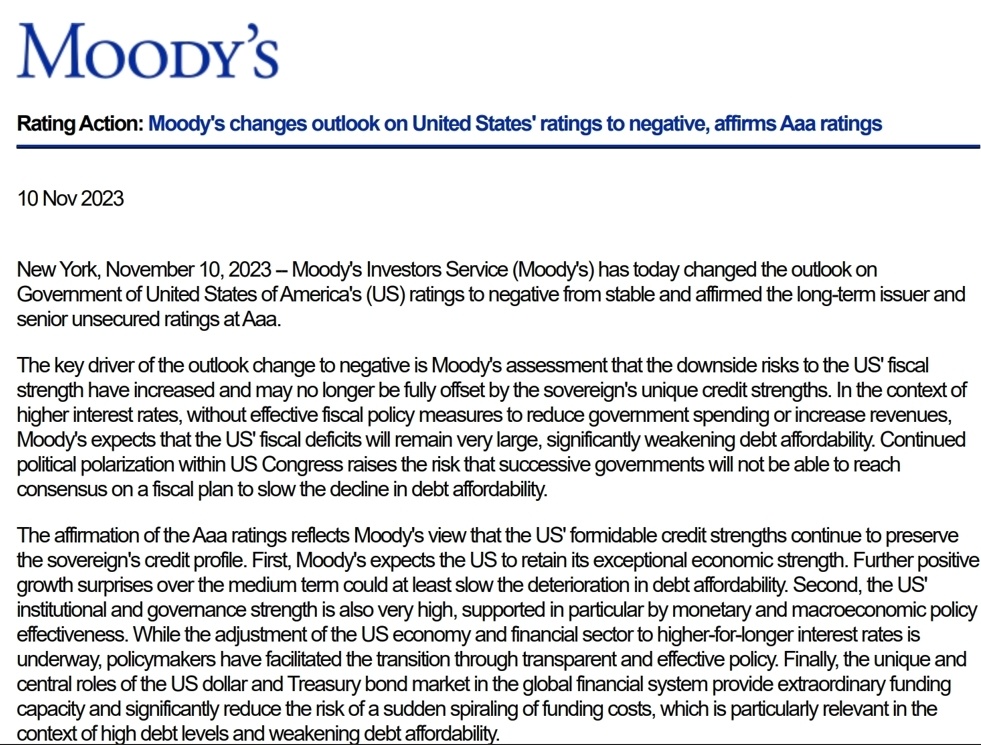 MOODY'S
Rating Action: Moody's changes outlook on United States' ratings to negative, affirms Aaa ratings
10 Nov 2023
New York, November 10, 2023 -- Moody's Investors Service (Moody's) has today changed the outlook on
Government of United States of America's (US) ratings to negative from stable and affirmed the long-term issuer and
senior unsecured ratings at Aaa.
The key driver of the outlook change to negative is Moody's assessment that the downside risks to the US' fiscal
strength have increased and may no longer be fully offset by the sovereign's unique credit strengths. In the context of
higher interest rates, without effective fiscal policy measures to reduce government spending or increase revenues,
Moody's expects that the US' fiscal deficits will remain very large, significantly weakening debt affordability. Continued
political polarization within US Congress raises the risk that successive governments will not be able to reach
consensus on a fiscal plan to slow the decline in debt affordability.
The affirmation of the Aaa ratings reflects Moody's view that the US' formidable credit strengths continue to preserve
the sovereign's credit profile. First, Moody's expects the US to retain its exceptional economic strength. Further positive
growth surprises over the medium term could at least slow the deterioration in debt affordability. Second, the US'
institutional and governance strength is also very high, supported in particular by monetary and macroeconomic policy
effectiveness. While the adjustment of the US economy and financial sector to higher-for-longer interest rates is
underway, policymakers have facilitated the transition through transparent and effective policy. Finally, the unique and
central roles of the US dollar and Treasury bond market in the global financial system provide extraordinary funding
capacity and significantly reduce the risk of a sudden spiraling of funding costs, which is particularly relevant in the
context of high debt levels and weakening debt affordability.